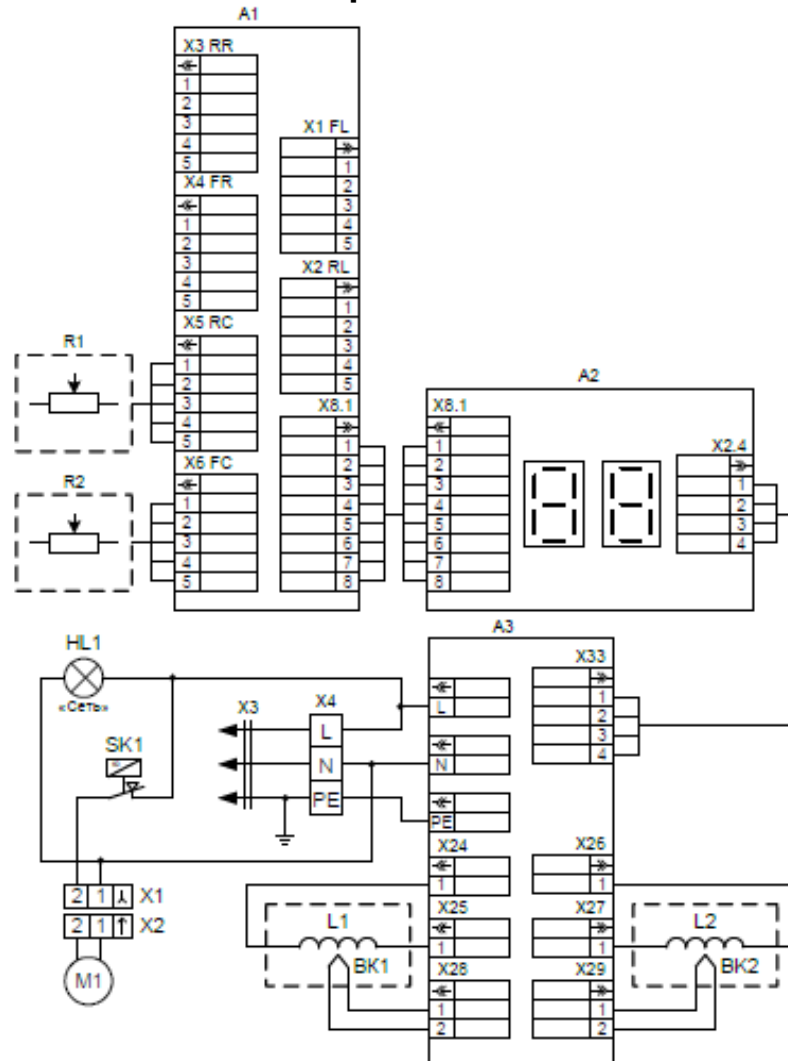 A1
X3 RR
1
2
3
4
5
X1 FL
1
2
3
4
5
X4 FR
1
2
3
4
5
X2 RL
1
2
3
4
5
R1
X5 RC
1
2
3
4
5
A2
X8.1
1
2
3
4
5
6
7
8
X8.1
1
2
3
4
5
6
7
8
X2.4
1
2
3
4
R2
X6 FC
1
2
3
4
5
A3
HL1
«Сеть»
SK1
X3
X4
L
N
PE
L
N
PE
X33
1
2
3
4
X24
1
X26
1
2 1 X1
2 1 X2
M1
L1
BK1
X25
1
X27
1
L2
BK2
X28
1
2
X29
1
2